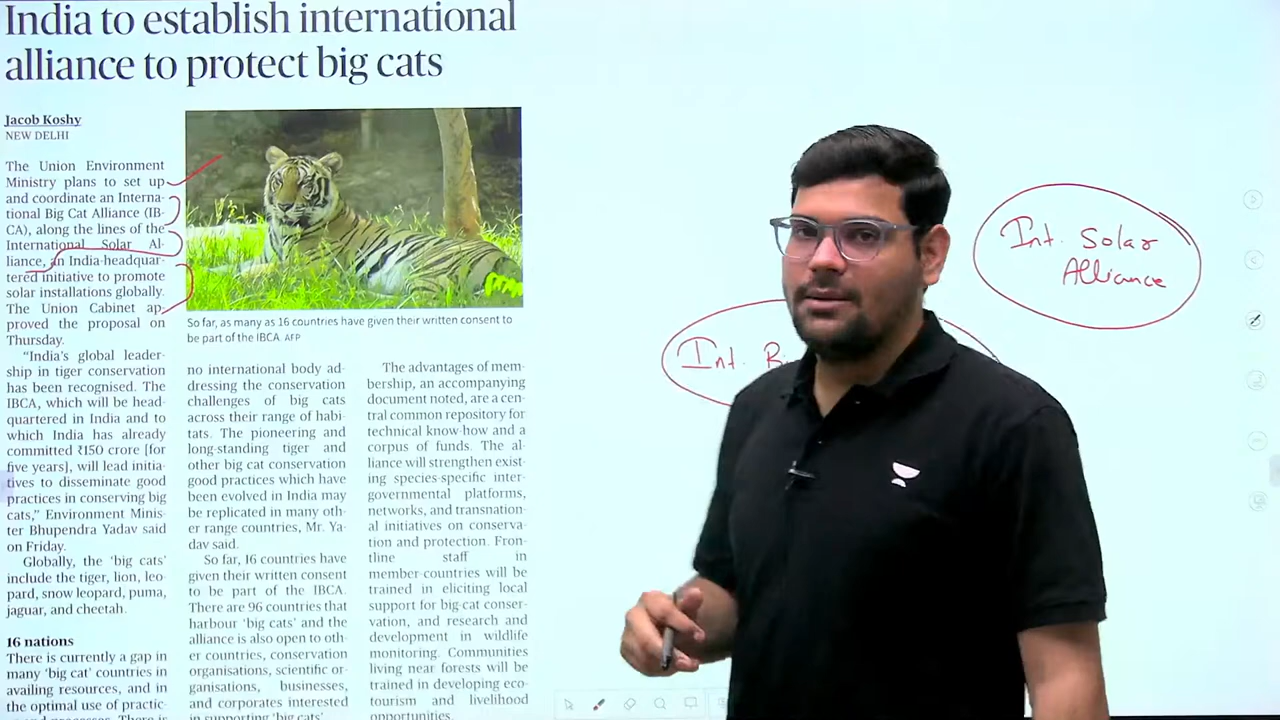 India to establish international
alliance to protect big cats
Jacob Koshy
NEW DELHI
The Union Environment
Ministry plans to set up
and coordinate an Interna-
tional Big Cat Alliance (IB-
CA), along the lines of the
International Solar Al-
liance, an India-headquar-
tered initiative to promote
solar installations globally.
The Union Cabinet ap
proved the proposal on
Thursday.
"India's global leader-
ship in tiger conservation
has been recognised. The
IBCA, which will be head-
quartered in India and to
which India has already
committed ₹150 crore [for
five years], will lead initia-
tives to disseminate good
practices in conserving big
cats," Environment Minis-
ter Bhupendra Yadav said
on Friday.
Globally, the 'big cats'
include the tiger, lion, leo-
pard, snow leopard, puma,
jaguar, and cheetah.
16 nations
There is currently a gap in
many 'big cat' countries in
availing resources, and in
the optimal use of practic-
So far, as many as 16 countries have given their written consent to
be part of the IBCA. AFP
no international body ad-
dressing the conservation
challenges of big cats
across their range of habi-
tats. The pioneering and
long-standing tiger and
other big cat conservation
good practices which have
been evolved in India may
be replicated in many oth-
er range countries, Mr. Ya-
dav said.
So far, 16 countries have
given their written consent
to be part of the IBCA.
There are 96 countries that
harbour 'big cats' and the
alliance is also open to oth-
er countries, conservation
organisations, scientific or-
ganisations, businesses,
and corporates interested
in supporting 'big cats'.
The advantages of mem-
bership, an accompanying
document noted, are a cen-
tral common repository for
technical know-how and a
corpus of funds. The al-
liance will strengthen exist-
ing species-specific inter-
governmental platforms,
networks, and transnation-
al initiatives on conserva-
tion and protection. Fron-
tline staff in
member-countries will be
trained in eliciting local
support for big-cat conser-
vation, and research and
development in wildlife
monitoring. Communities
living near forests will be
trained in developing eco-
tourism and livelihood
opportunities.
Int. Solar
Alliance
Int.